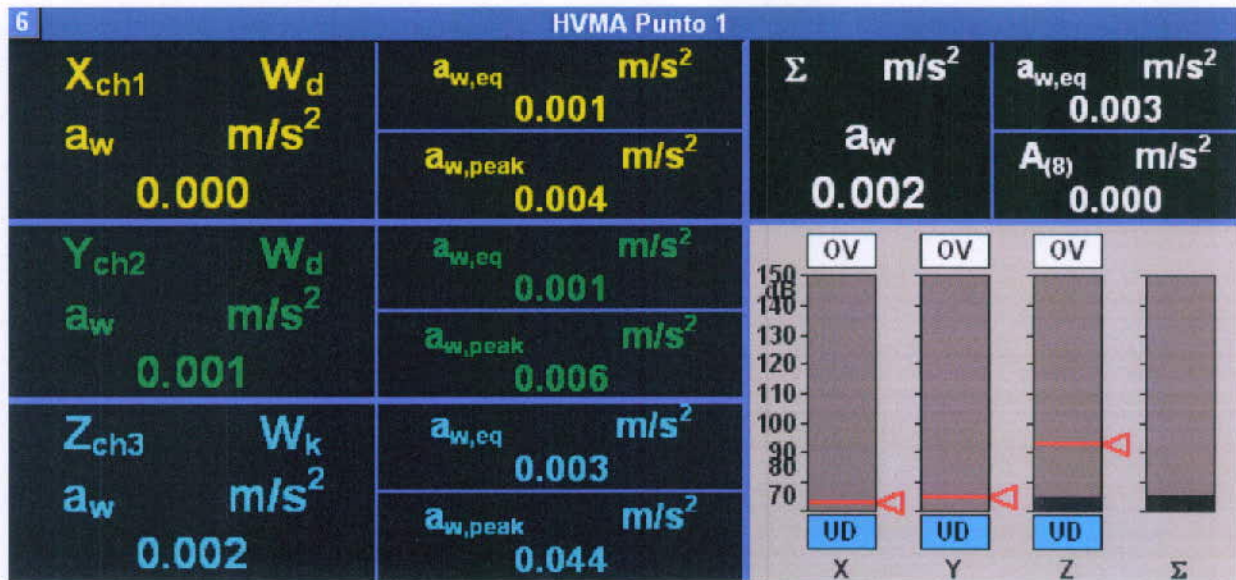 6 HVMA Punto 1
Xch1 Wd
aw m/s²
0.000
aw,eq m/s²
0.001
aw,peak m/s²
0.004
Σ m/s²
aw
0.002
aw,eq m/s²
0.003
A(8) m/s²
0.000
Ych2 Wd
aw m/s²
0.001
aw,eq m/s²
0.001
aw,peak m/s²
0.006
Zch3 Wk
aw m/s²
0.002
aw,eq m/s²
0.003
aw,peak m/s²
0.044
OV OV OV
150
dB
140
130
120
110
100
90
80
70
UD UD UD
X Y Z Σ